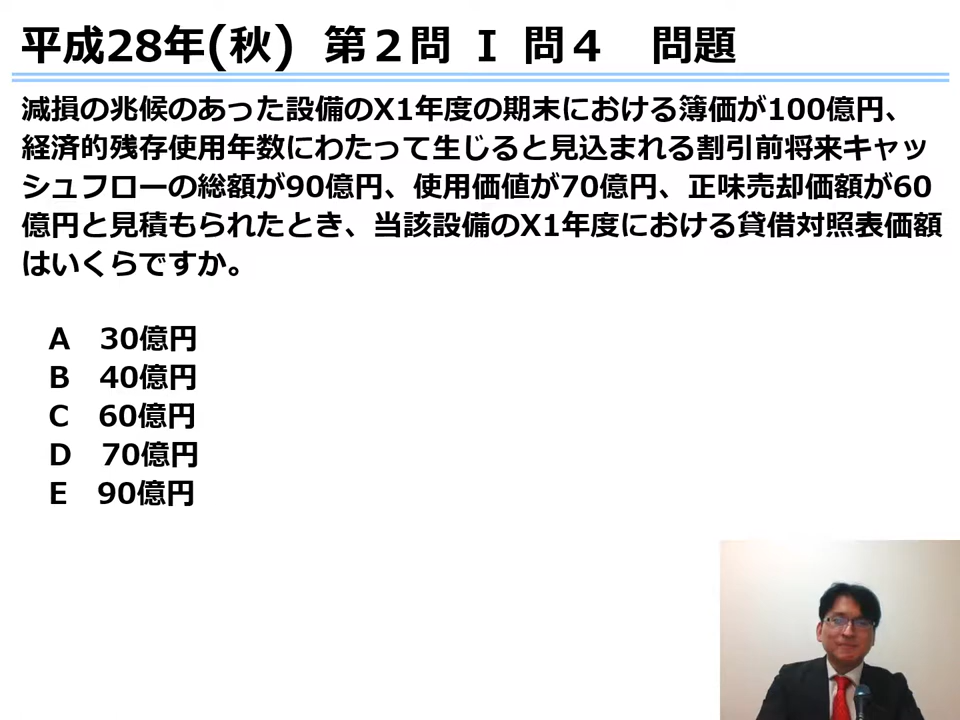 平成28年(秋) 第２問 Ⅰ 問４　問題
減損の兆候のあった設備のX1年度の期末における簿価が100億円、
経済的残存使用年数にわたって生じると見込まれる割引前将来キャッ
シュフローの総額が90億円、使用価値が70億円、正味売却価額が60
億円と見積もられたとき、当該設備のX1年度における貸借対照表価額
はいくらですか。
A　30億円
B　40億円
C　60億円
D　70億円
E　90億円